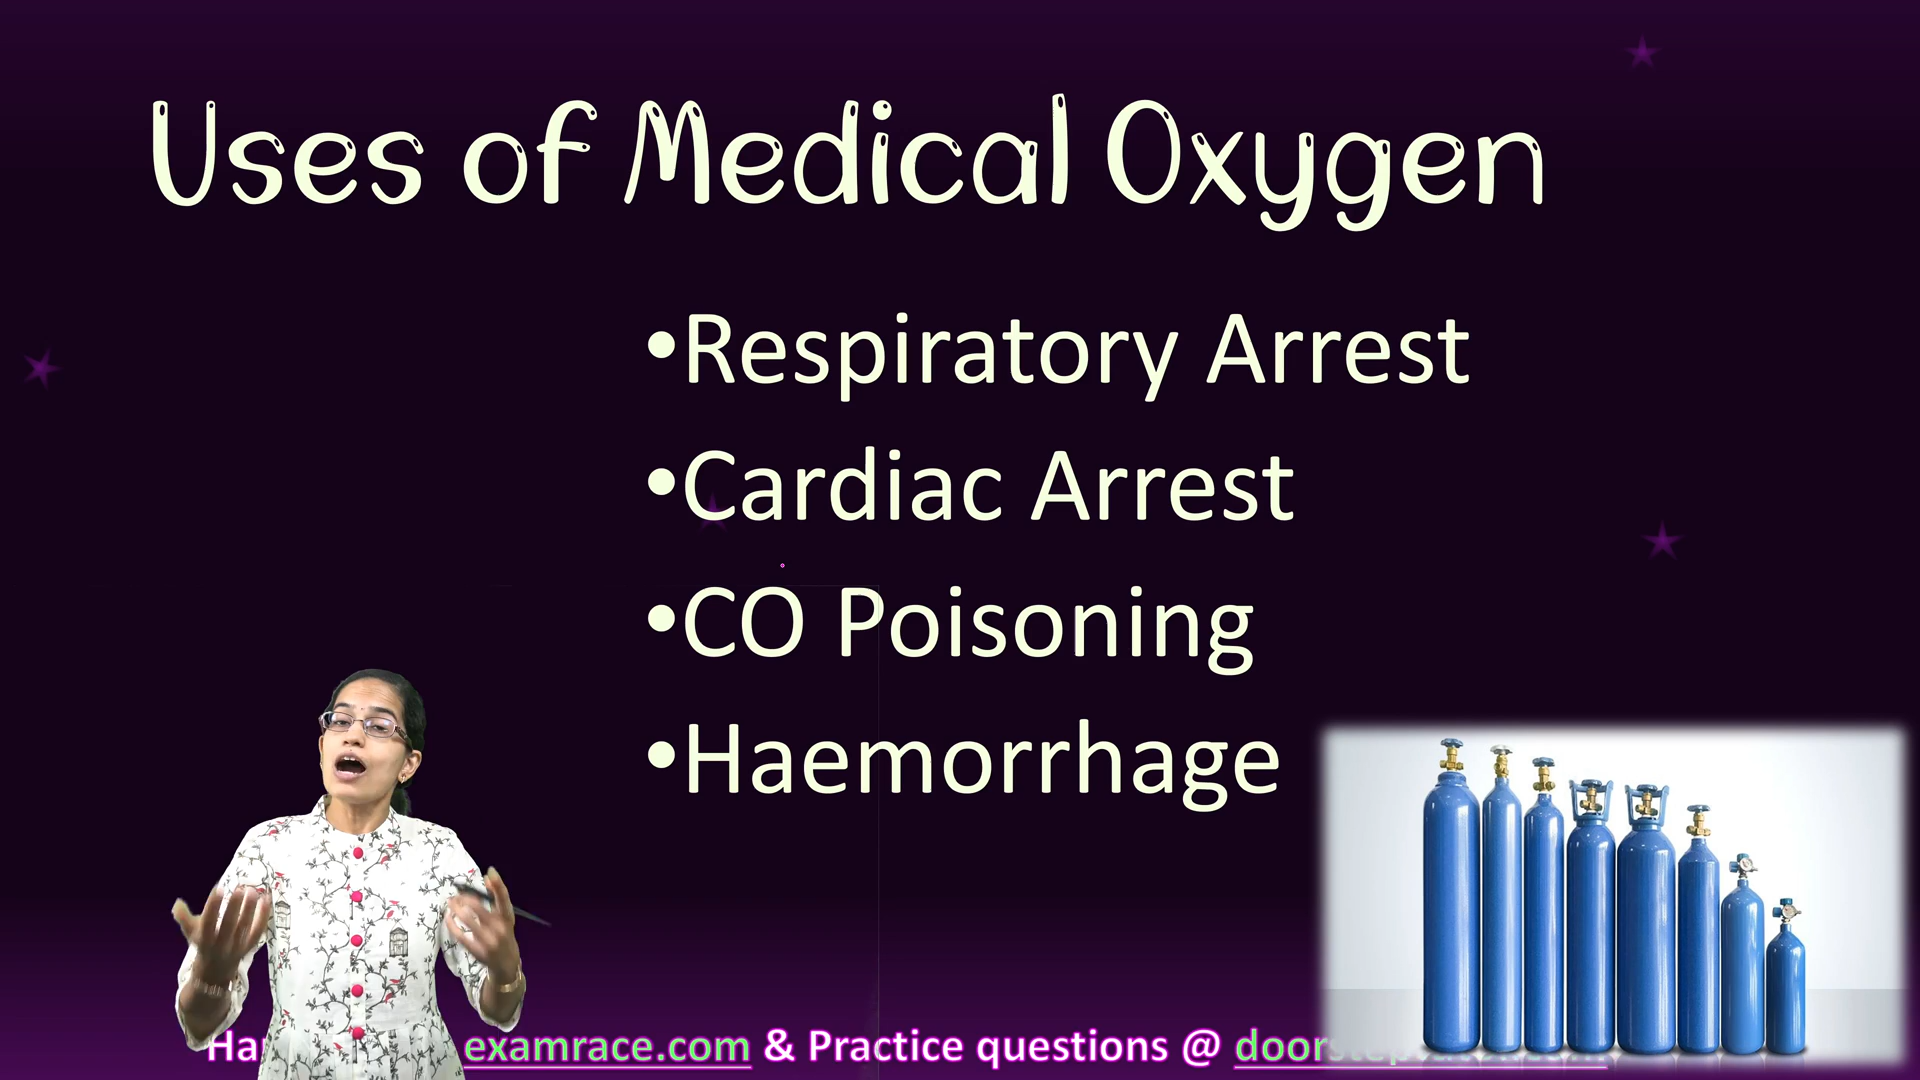 Uses of Medical Oxygen
•Respiratory Arrest
•Cardiac Arrest
•CO Poisoning
•Haemorrhage
examrace.com & Practice questions @